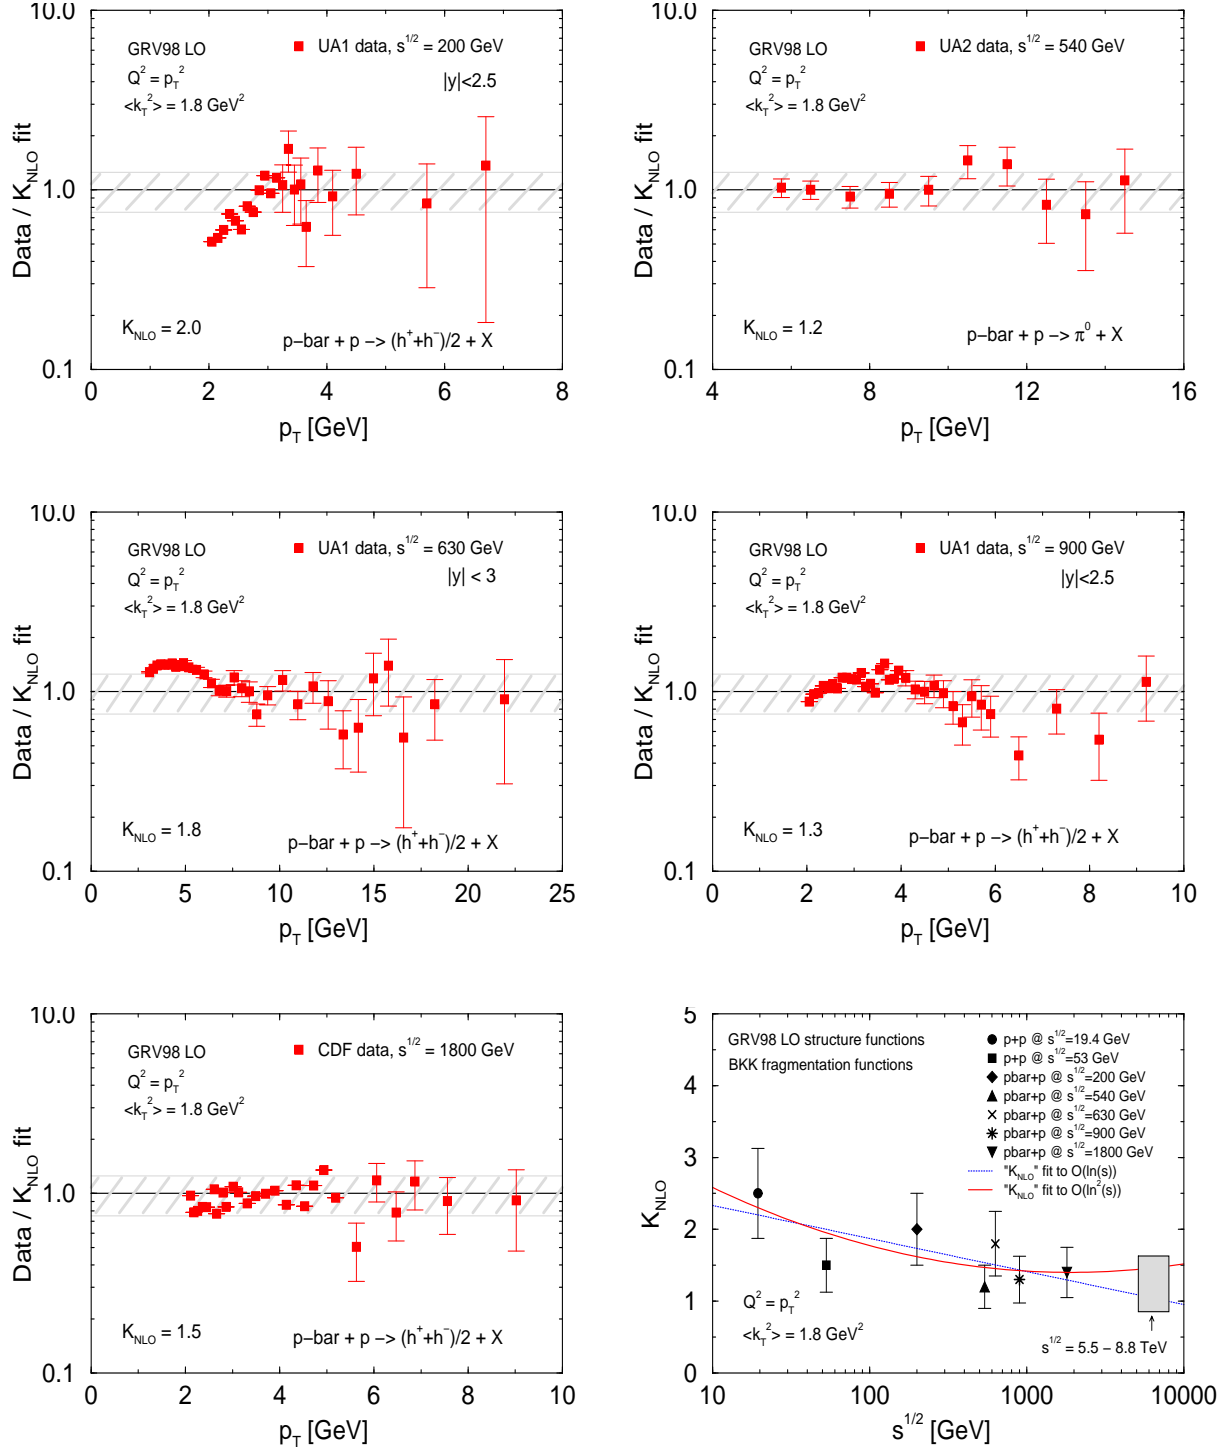 10.0
GRV98 LO
UA1 data, s^1/2 = 200 GeV
Q^2 = p_T^2
|y|<2.5
<k_T^2> = 1.8 GeV^2
Data / K_NLO fit
1.0
K_NLO = 2.0
p−bar + p −> (h^++h^−)/2 + X
0.1
0 2 4 6 8
p_T [GeV]
10.0
GRV98 LO
UA2 data, s^1/2 = 540 GeV
Q^2 = p_T^2
<k_T^2> = 1.8 GeV^2
Data / K_NLO fit
1.0
K_NLO = 1.2
p−bar + p −> π^0 + X
0.1
4 8 12 16
p_T [GeV]
10.0
GRV98 LO
UA1 data, s^1/2 = 630 GeV
Q^2 = p_T^2
|y| < 3
<k_T^2> = 1.8 GeV^2
Data / K_NLO fit
1.0
K_NLO = 1.8
p−bar + p −> (h^++h^−)/2 + X
0.1
0 5 10 15 20 25
p_T [GeV]
10.0
GRV98 LO
UA1 data, s^1/2 = 900 GeV
Q^2 = p_T^2
|y|<2.5
<k_T^2> = 1.8 GeV^2
Data / K_NLO fit
1.0
K_NLO = 1.3
p−bar + p −> (h^++h^−)/2 + X
0.1
0 2 4 6 8 10
p_T [GeV]
10.0
GRV98 LO
CDF data, s^1/2 = 1800 GeV
Q^2 = p_T^2
<k_T^2> = 1.8 GeV^2
Data / K_NLO fit
1.0
K_NLO = 1.5
p−bar + p −> (h^++h^−)/2 + X
0.1
0 2 4 6 8 10
p_T [GeV]
5
4
3
2
1
0
K_NLO
GRV98 LO structure functions
BKK fragmentation functions
p+p @ s^1/2=19.4 GeV
p+p @ s^1/2=53 GeV
pbar+p @ s^1/2=200 GeV
pbar+p @ s^1/2=540 GeV
pbar+p @ s^1/2=630 GeV
pbar+p @ s^1/2=900 GeV
pbar+p @ s^1/2=1800 GeV
"K_NLO" fit to O(ln(s))
"K_NLO" fit to O(ln^2(s))
Q^2 = p_T^2
<k_T^2> = 1.8 GeV^2
s^1/2 = 5.5 − 8.8 TeV
10 100 1000 10000
s^1/2 [GeV]